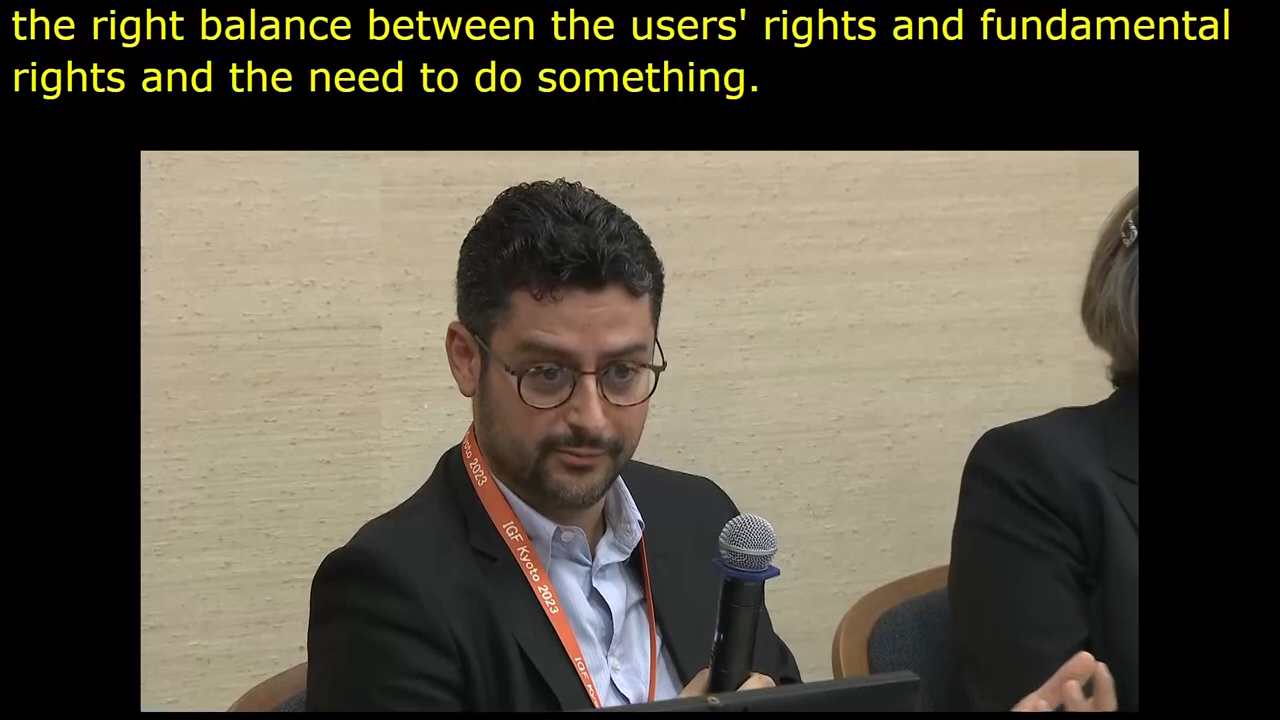 the right balance between the users' rights and fundamental
rights and the need to do something.
Kyoto 2023
IGF Kyoto 2023
IGF